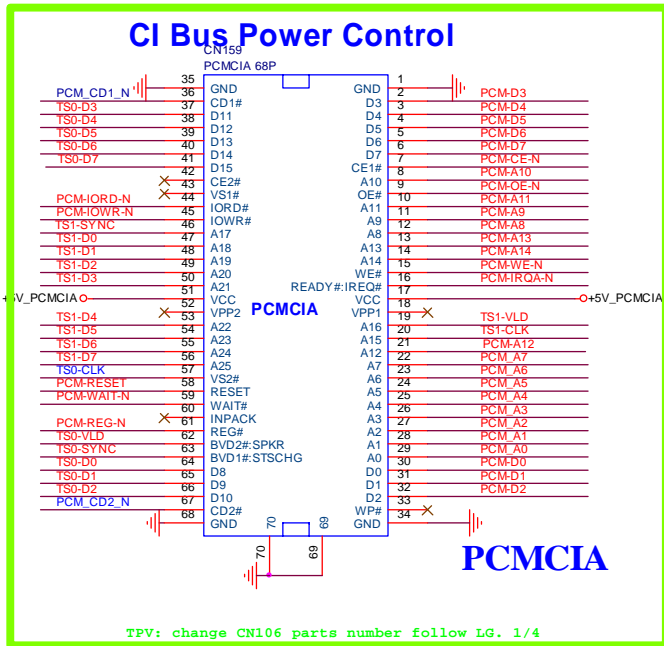 CI Bus Power Control
CN159
PCMCIA 68P
35 GND GND 1
PCM_CD1_N 36 CD1# D3 2 PCM-D3
TS0-D3 37 D11 D4 3 PCM-D4
TS0-D4 38 D12 D5 4 PCM-D5
TS0-D5 39 D13 D6 5 PCM-D6
TS0-D6 40 D14 D7 6 PCM-D7
TS0-D7 41 D15 CE1# 7 PCM-CE-N
42 CE2# A10 8 PCM-A10
43 VS1# OE# 9 PCM-OE-N
PCM-IORD-N 44 IORD# A11 10 PCM-A11
PCM-IOWR-N 45 IOWR# A9 11 PCM-A9
TS1-SYNC 46 A17 A8 12 PCM-A8
TS1-D0 47 A18 A13 13 PCM-A13
TS1-D1 48 A19 A14 14 PCM-A14
TS1-D2 49 A20 WE# 15 PCM-WE-N
TS1-D3 50 A21 READY#:IREQ# 16 PCM-IRQA-N
+5V_PCMCIA 51 VCC VCC 17 +5V_PCMCIA
52 VPP2 PCMCIA VPP1 18
TS1-D4 53 A22 A16 19 TS1-VLD
TS1-D5 54 A23 A15 20 TS1-CLK
TS1-D6 55 A24 A12 21 PCM-A12
TS1-D7 56 A25 A7 22 PCM_A7
TS0-CLK 57 VS2# A6 23 PCM_A6
PCM-RESET 58 RESET A5 24 PCM_A5
PCM-WAIT-N 59 WAIT# A4 25 PCM_A4
60 INPACK A3 26 PCM_A3
PCM-REG-N 61 REG# A2 27 PCM_A2
TS0-VLD 62 BVD2#:SPKR A1 28 PCM_A1
TS0-SYNC 63 BVD1#:STSCHG A0 29 PCM_A0
TS0-D0 64 D8 D0 30 PCM-D0
TS0-D1 65 D9 D1 31 PCM-D1
TS0-D2 66 D10 D2 32 PCM-D2
PCM_CD2_N 67 CD2# WP# 33
68 GND GND 34
70 69
70 69
PCMCIA
TPV: change CN106 parts number follow LG. 1/4